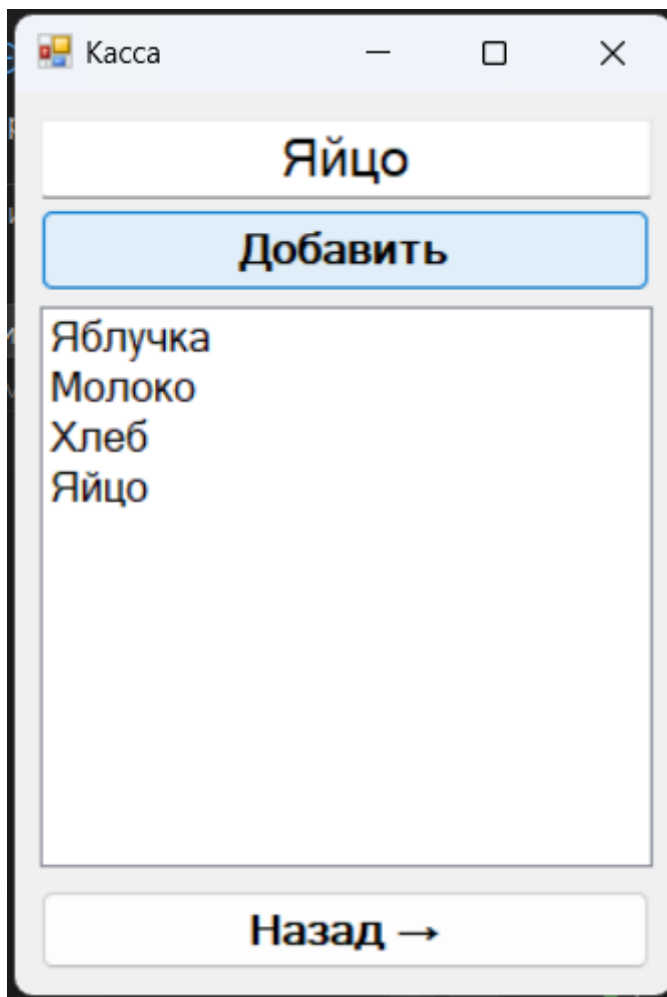 Касса
Яйцо
Добавить
Яблучка
Молоко
Хлеб
Яйцо
Назад →